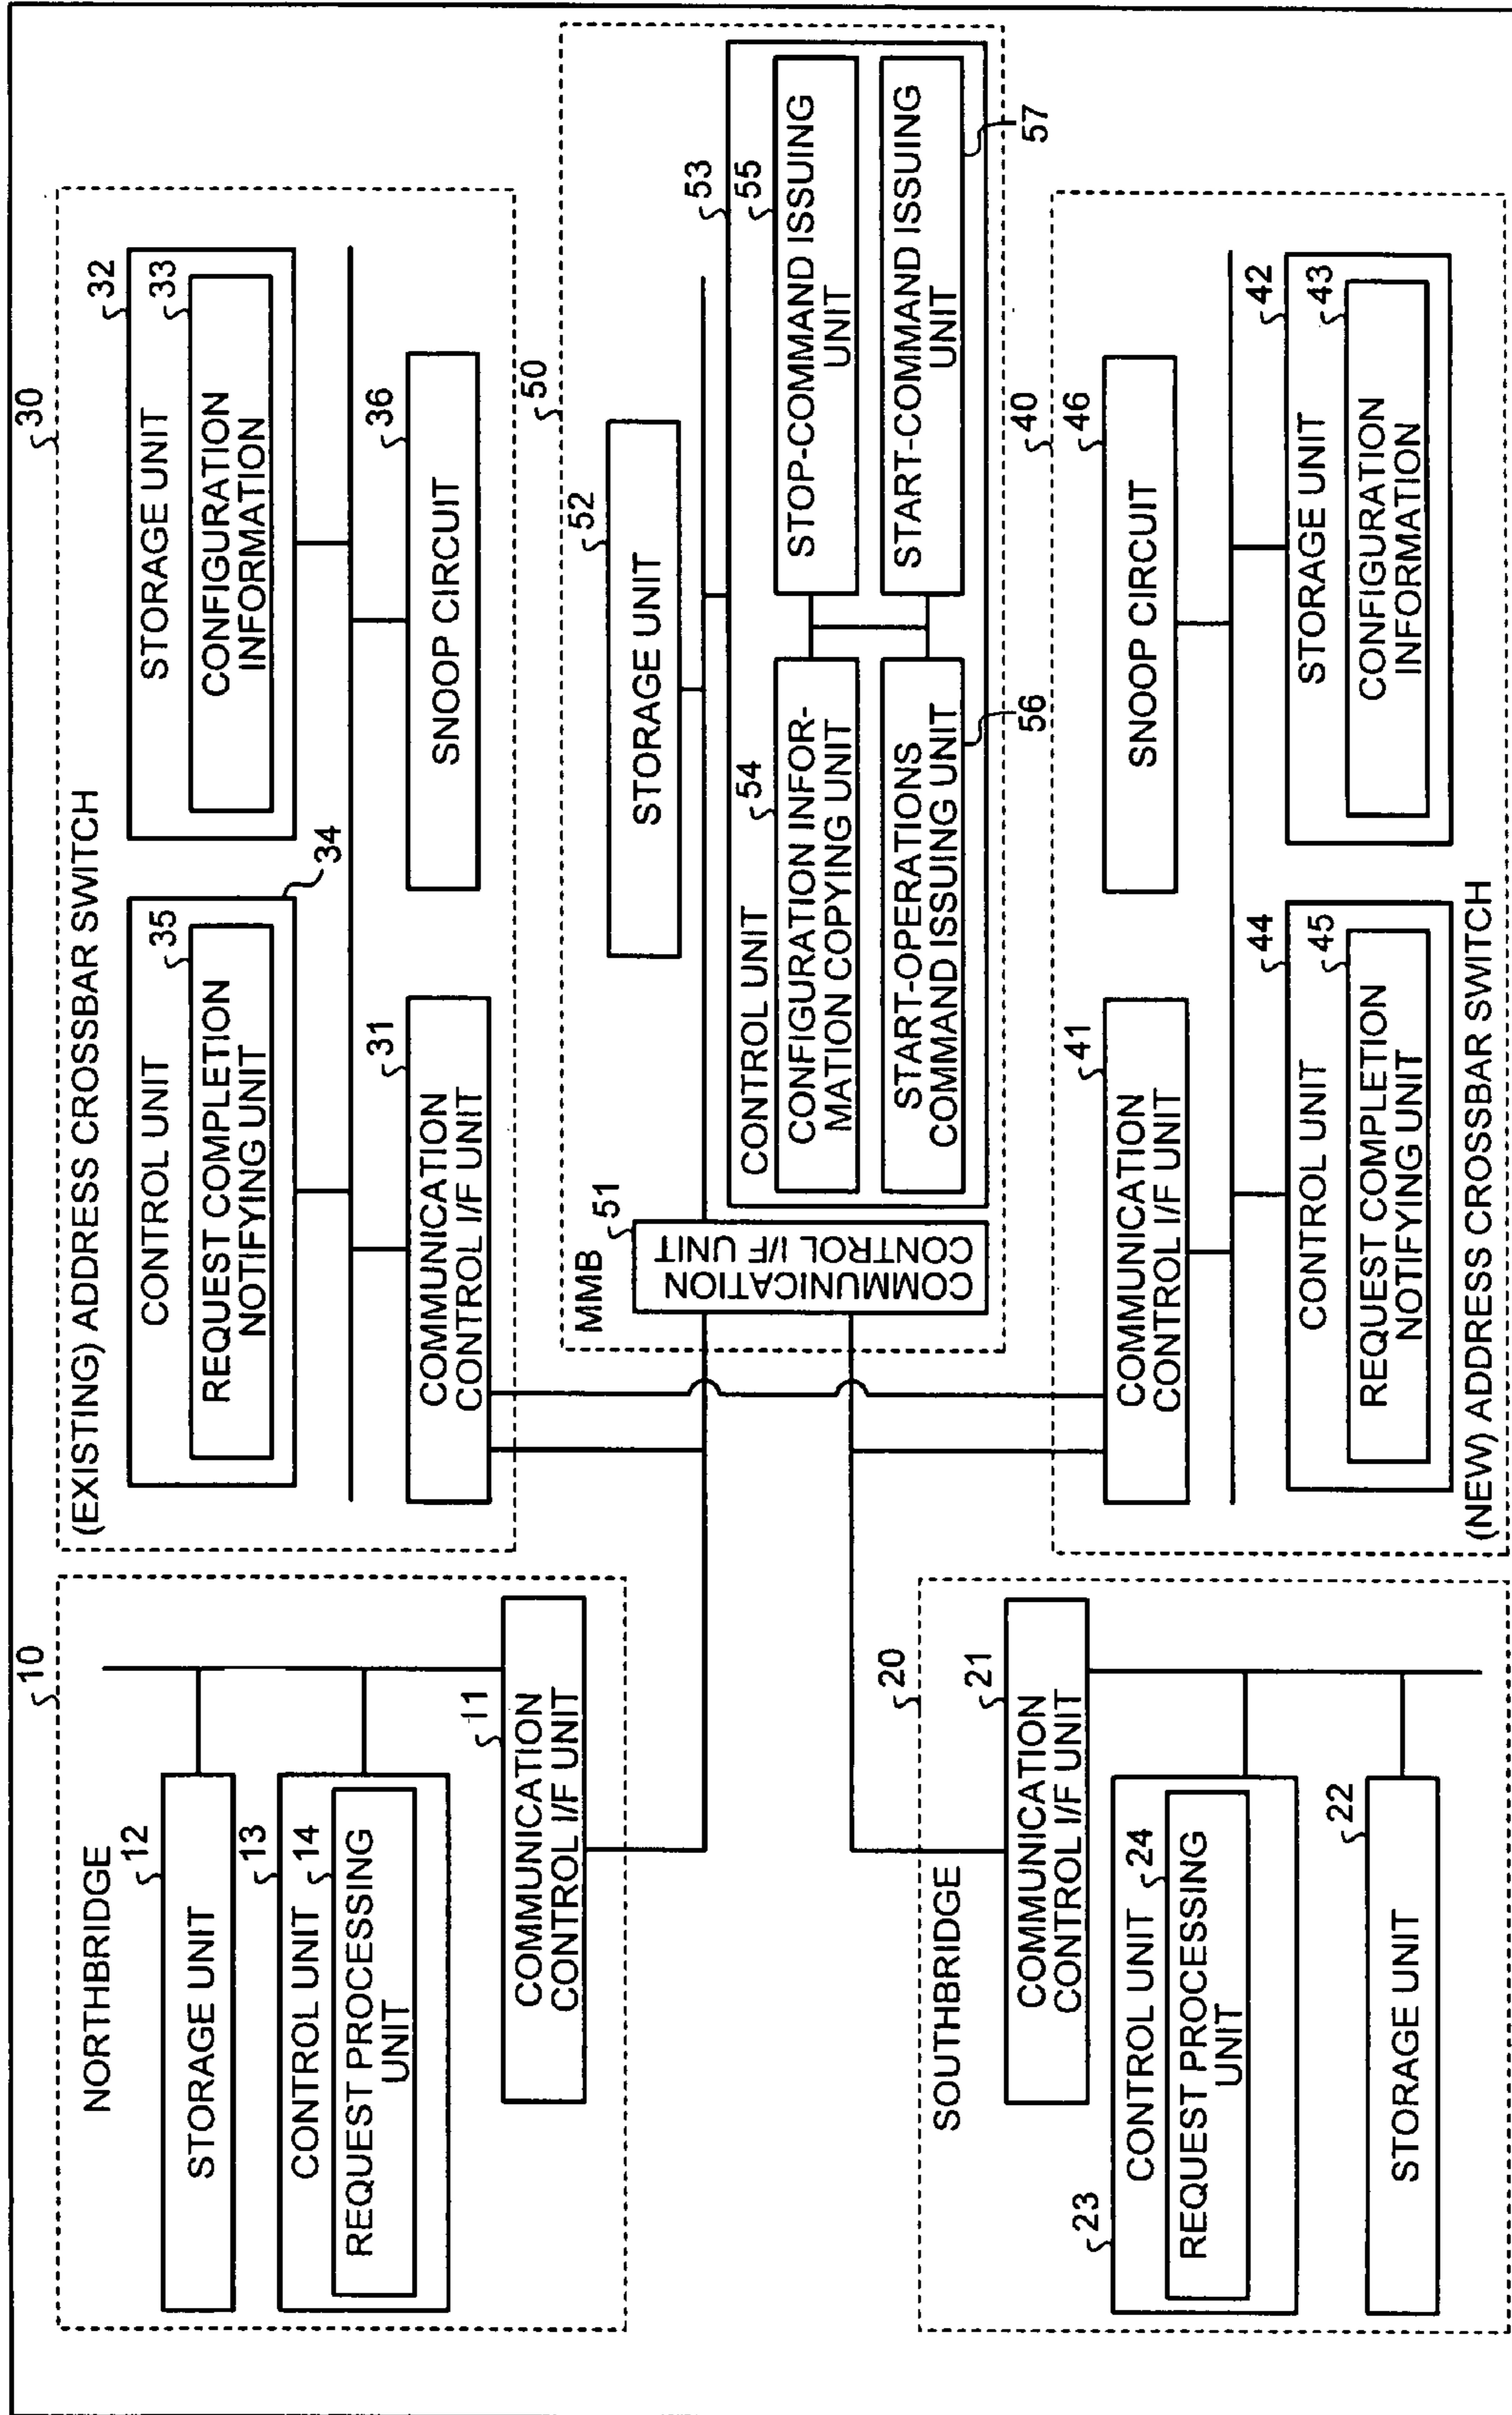 10
NORTHBRIDGE
12
STORAGE UNIT
13
CONTROL UNIT
14
REQUEST PROCESSING
UNIT
11
COMMUNICATION
CONTROL I/F UNIT
20
SOUTHBRIDGE
21
COMMUNICATION
CONTROL I/F UNIT
23
CONTROL UNIT
24
REQUEST PROCESSING
UNIT
22
STORAGE UNIT
30
(EXISTING) ADDRESS CROSSBAR SWITCH
34
CONTROL UNIT
35
REQUEST COMPLETION
NOTIFYING UNIT
32
STORAGE UNIT
33
CONFIGURATION
INFORMATION
31
COMMUNICATION
CONTROL I/F UNIT
36
SNOOP CIRCUIT
50
MMB
51
COMMUNICATION
CONTROL I/F UNIT
52
STORAGE UNIT
53
CONTROL UNIT
54
CONFIGURATION INFOR-
MATION COPYING UNIT
55
STOP-COMMAND ISSUING
UNIT
START-OPERATIONS
COMMAND ISSUING UNIT
56
START-COMMAND ISSUING
UNIT
57
40
41
COMMUNICATION
CONTROL I/F UNIT
46
SNOOP CIRCUIT
44
CONTROL UNIT
45
REQUEST COMPLETION
NOTIFYING UNIT
42
STORAGE UNIT
43
CONFIGURATION
INFORMATION
(NEW) ADDRESS CROSSBAR SWITCH